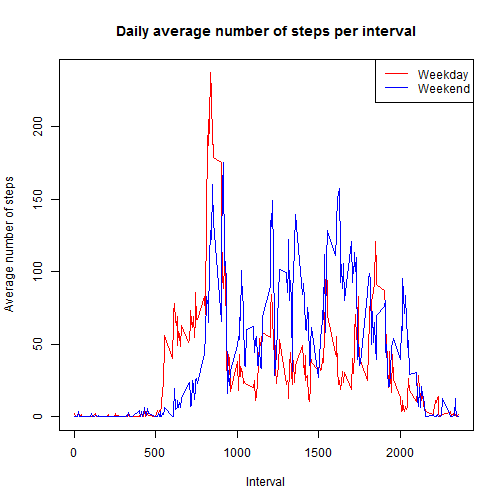 Daily average number of steps per interval
Weekday
Weekend
Average number of steps
200
150
100
50
0
0
500
1000
1500
2000
Interval